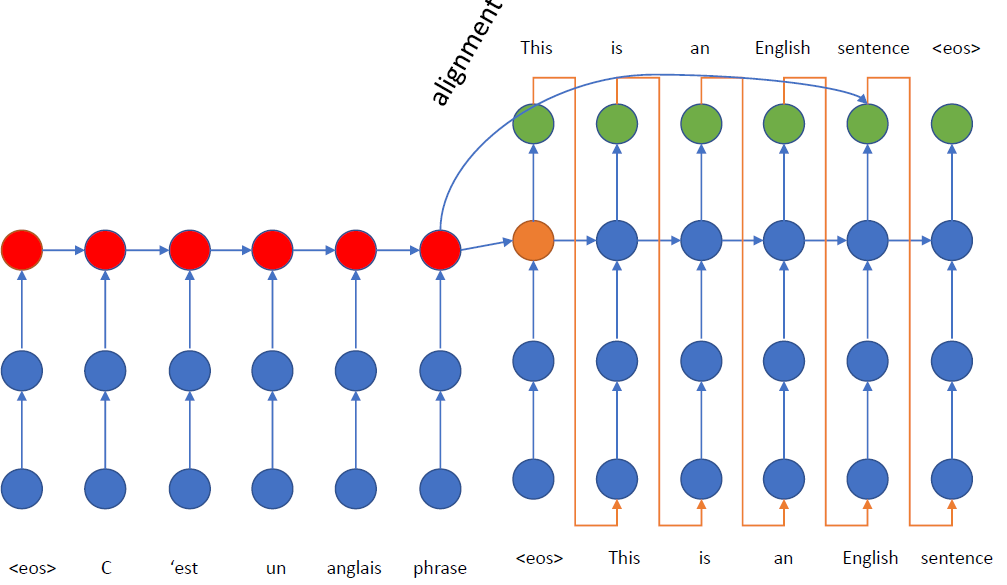 alignment
This is an English sentence <eos>
<eos> C ‘est un anglais phrase
<eos> This is an English sentence